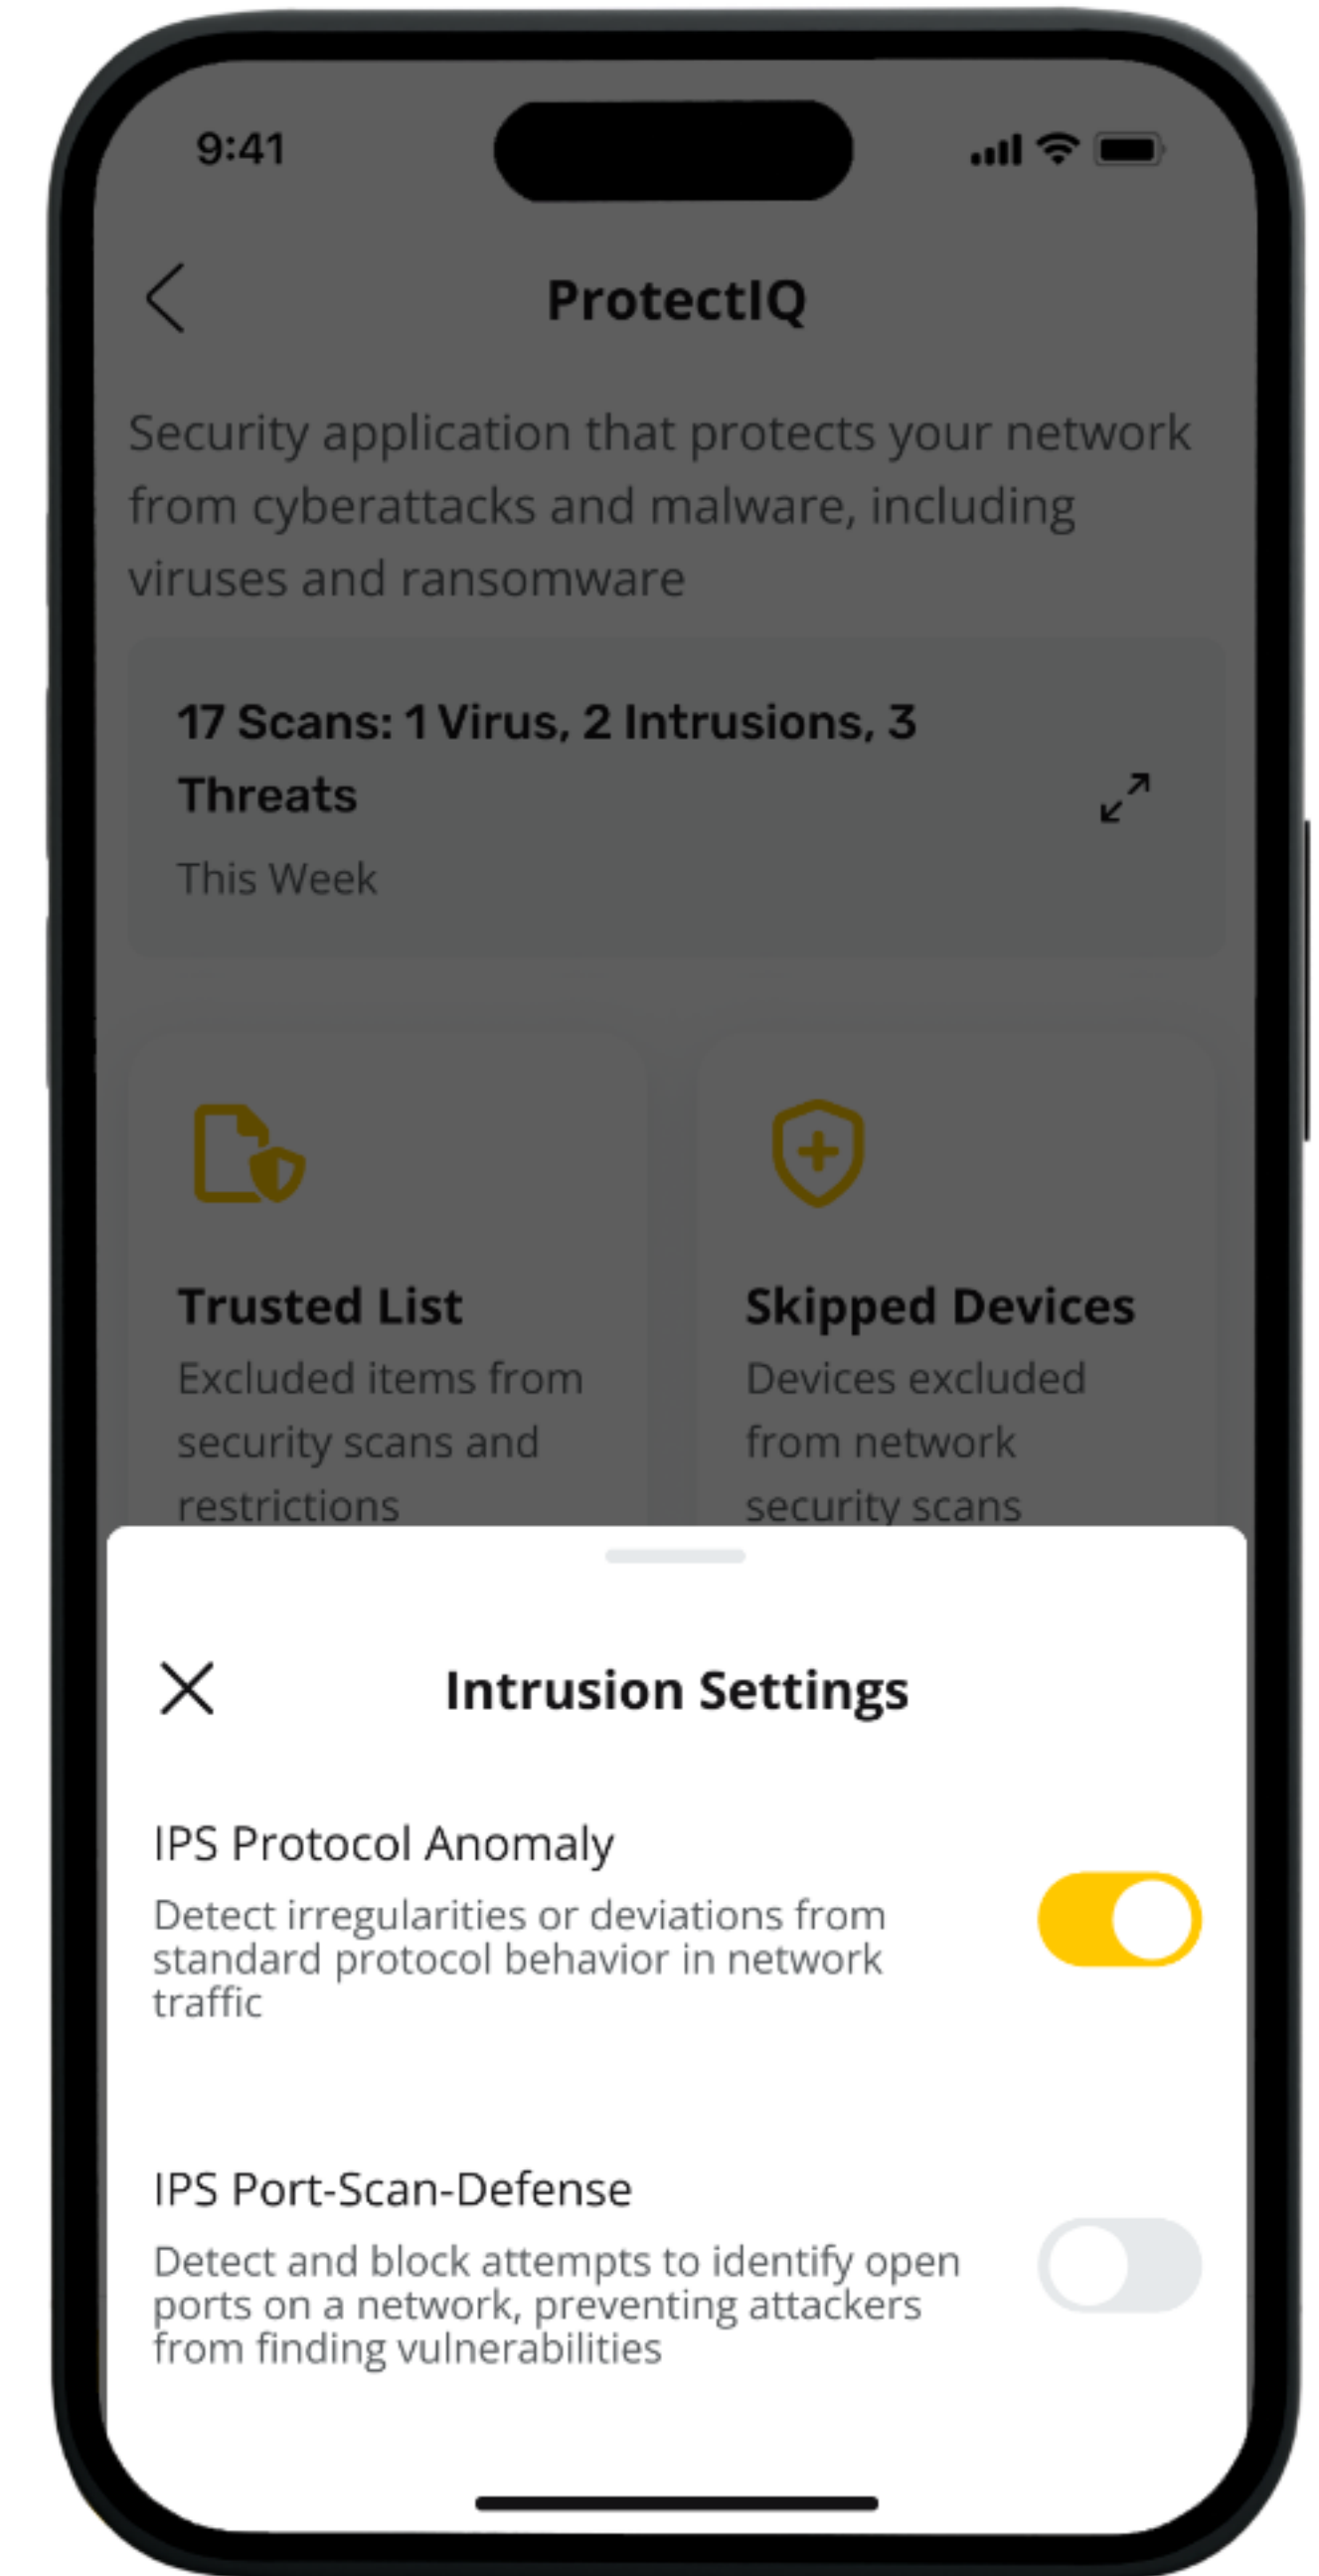 9:41
ProtectIQ
Security application that protects your network
from cyberattacks and malware, including
viruses and ransomware
17 Scans: 1 Virus, 2 Intrusions, 3
Threats
This Week
Trusted List
Excluded items from
security scans and
restrictions
Skipped Devices
Devices excluded
from network
security scans
Intrusion Settings
IPS Protocol Anomaly
Detect irregularities or deviations from
standard protocol behavior in network
traffic
IPS Port-Scan-Defense
Detect and block attempts to identify open
ports on a network, preventing attackers
from finding vulnerabilities